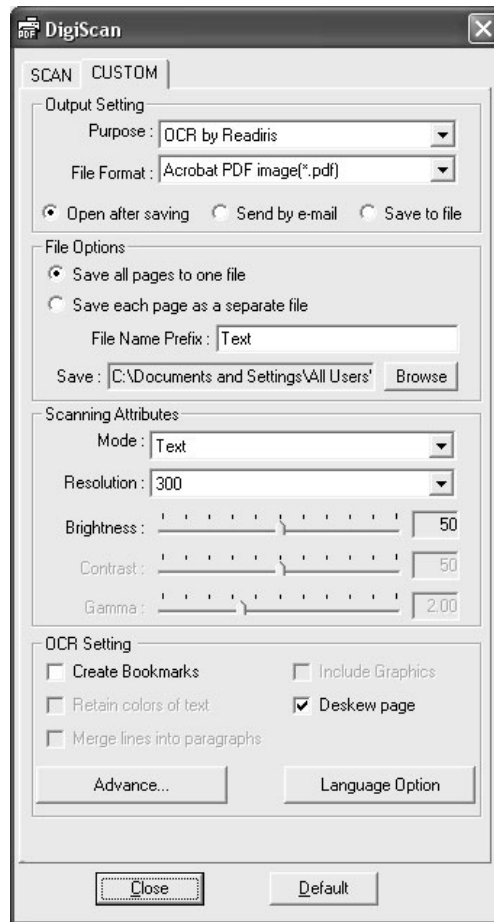 PDF DigiScan
SCAN CUSTOM
Output Setting
Purpose : OCR by Readiris
File Format : Acrobat PDF image(*.pdf)
Open after saving Send by e-mail Save to file
File Options
Save all pages to one file
Save each page as a separate file
File Name Prefix : Text
Save : C:\Documents and Settings\All Users' Browse
Scanning Attributes
Mode : Text
Resolution : 300
Brightness : 50
Contrast : 50
Gamma : 2.00
OCR Setting
Create Bookmarks Include Graphics
Retain colors of text Deskew page
Merge lines into paragraphs
Advance... Language Option
Close Default